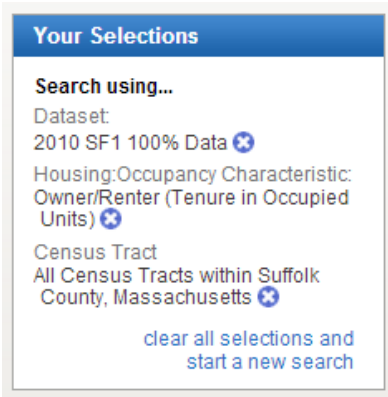 Your Selections
Search using...
Dataset:
2010 SF1 100% Data
Housing:Occupancy Characteristic:
Owner/Renter (Tenure in Occupied
Units)
Census Tract
All Census Tracts within Suffolk
County, Massachusetts
clear all selections and
start a new search